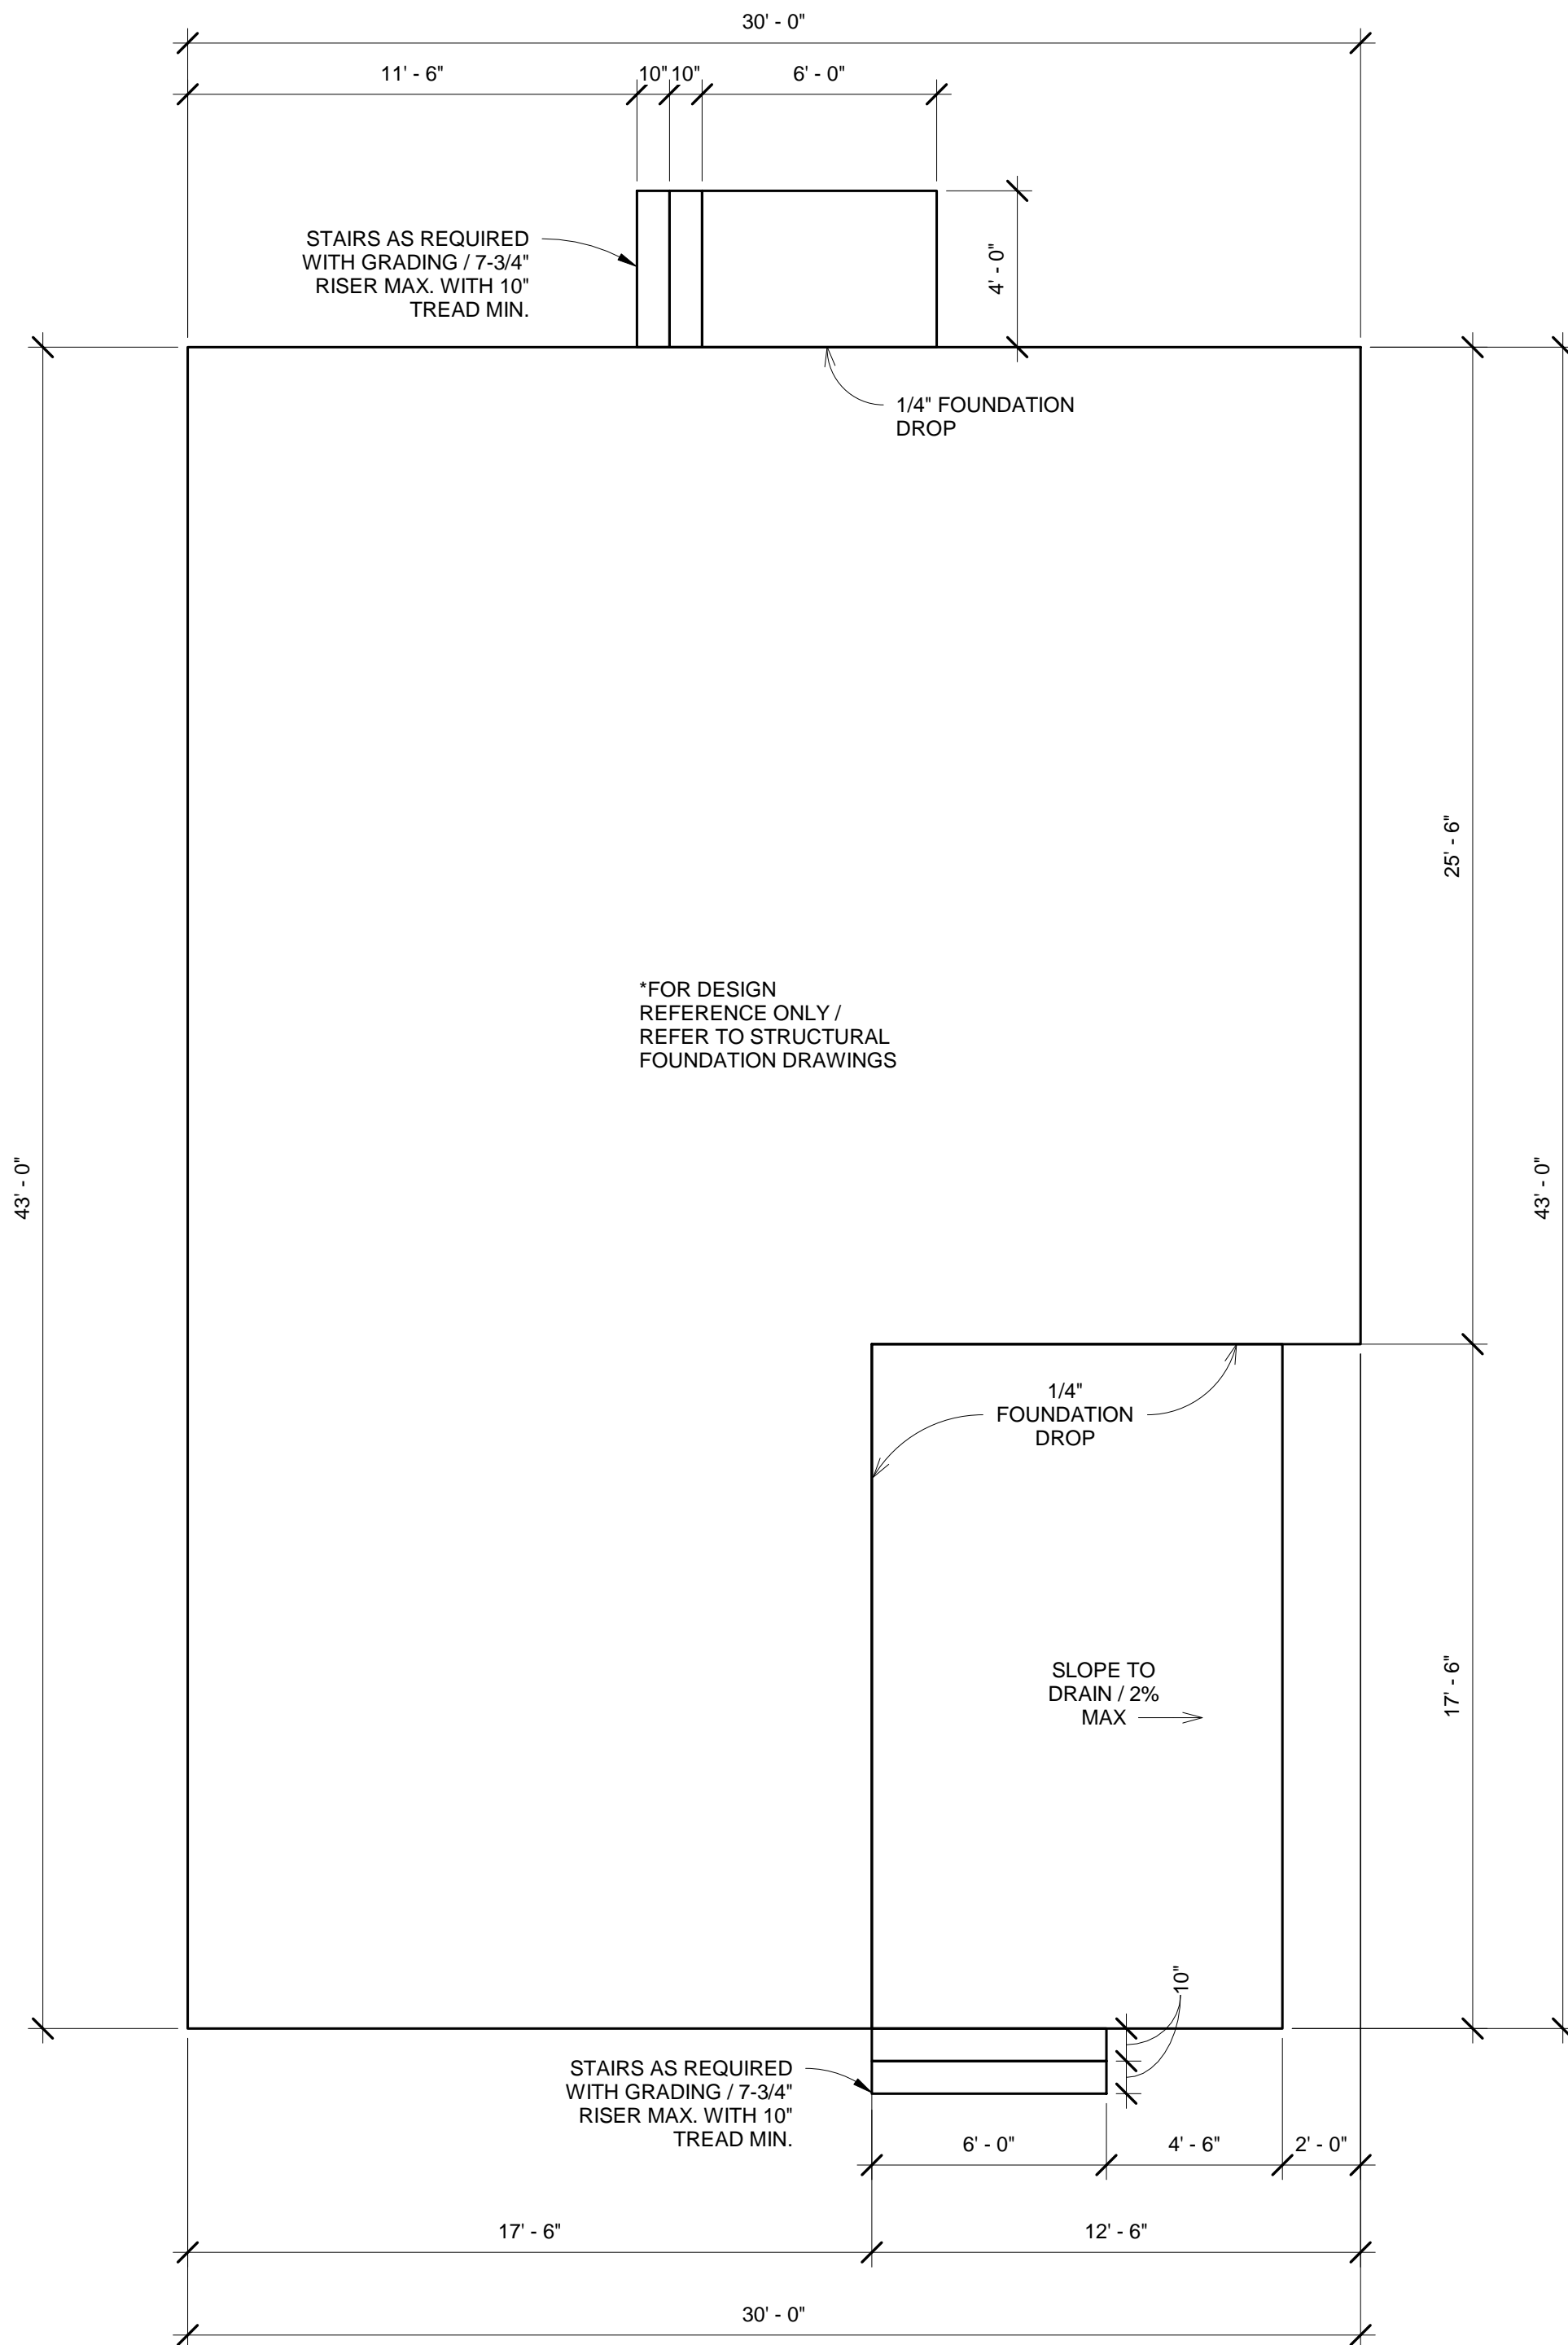 30' - 0"
11' - 6"
10"
10"
6' - 0"
STAIRS AS REQUIRED
WITH GRADING / 7-3/4"
RISER MAX. WITH 10"
TREAD MIN.
4' - 0"
1/4" FOUNDATION
DROP
25' - 6"
*FOR DESIGN
REFERENCE ONLY /
REFER TO STRUCTURAL
FOUNDATION DRAWINGS
43' - 0"
43' - 0"
1/4"
FOUNDATION
DROP
SLOPE TO
DRAIN / 2%
MAX
17' - 6"
10"
STAIRS AS REQUIRED
WITH GRADING / 7-3/4"
RISER MAX. WITH 10"
TREAD MIN.
6' - 0"
4' - 6"
2' - 0"
17' - 6"
12' - 6"
30' - 0"